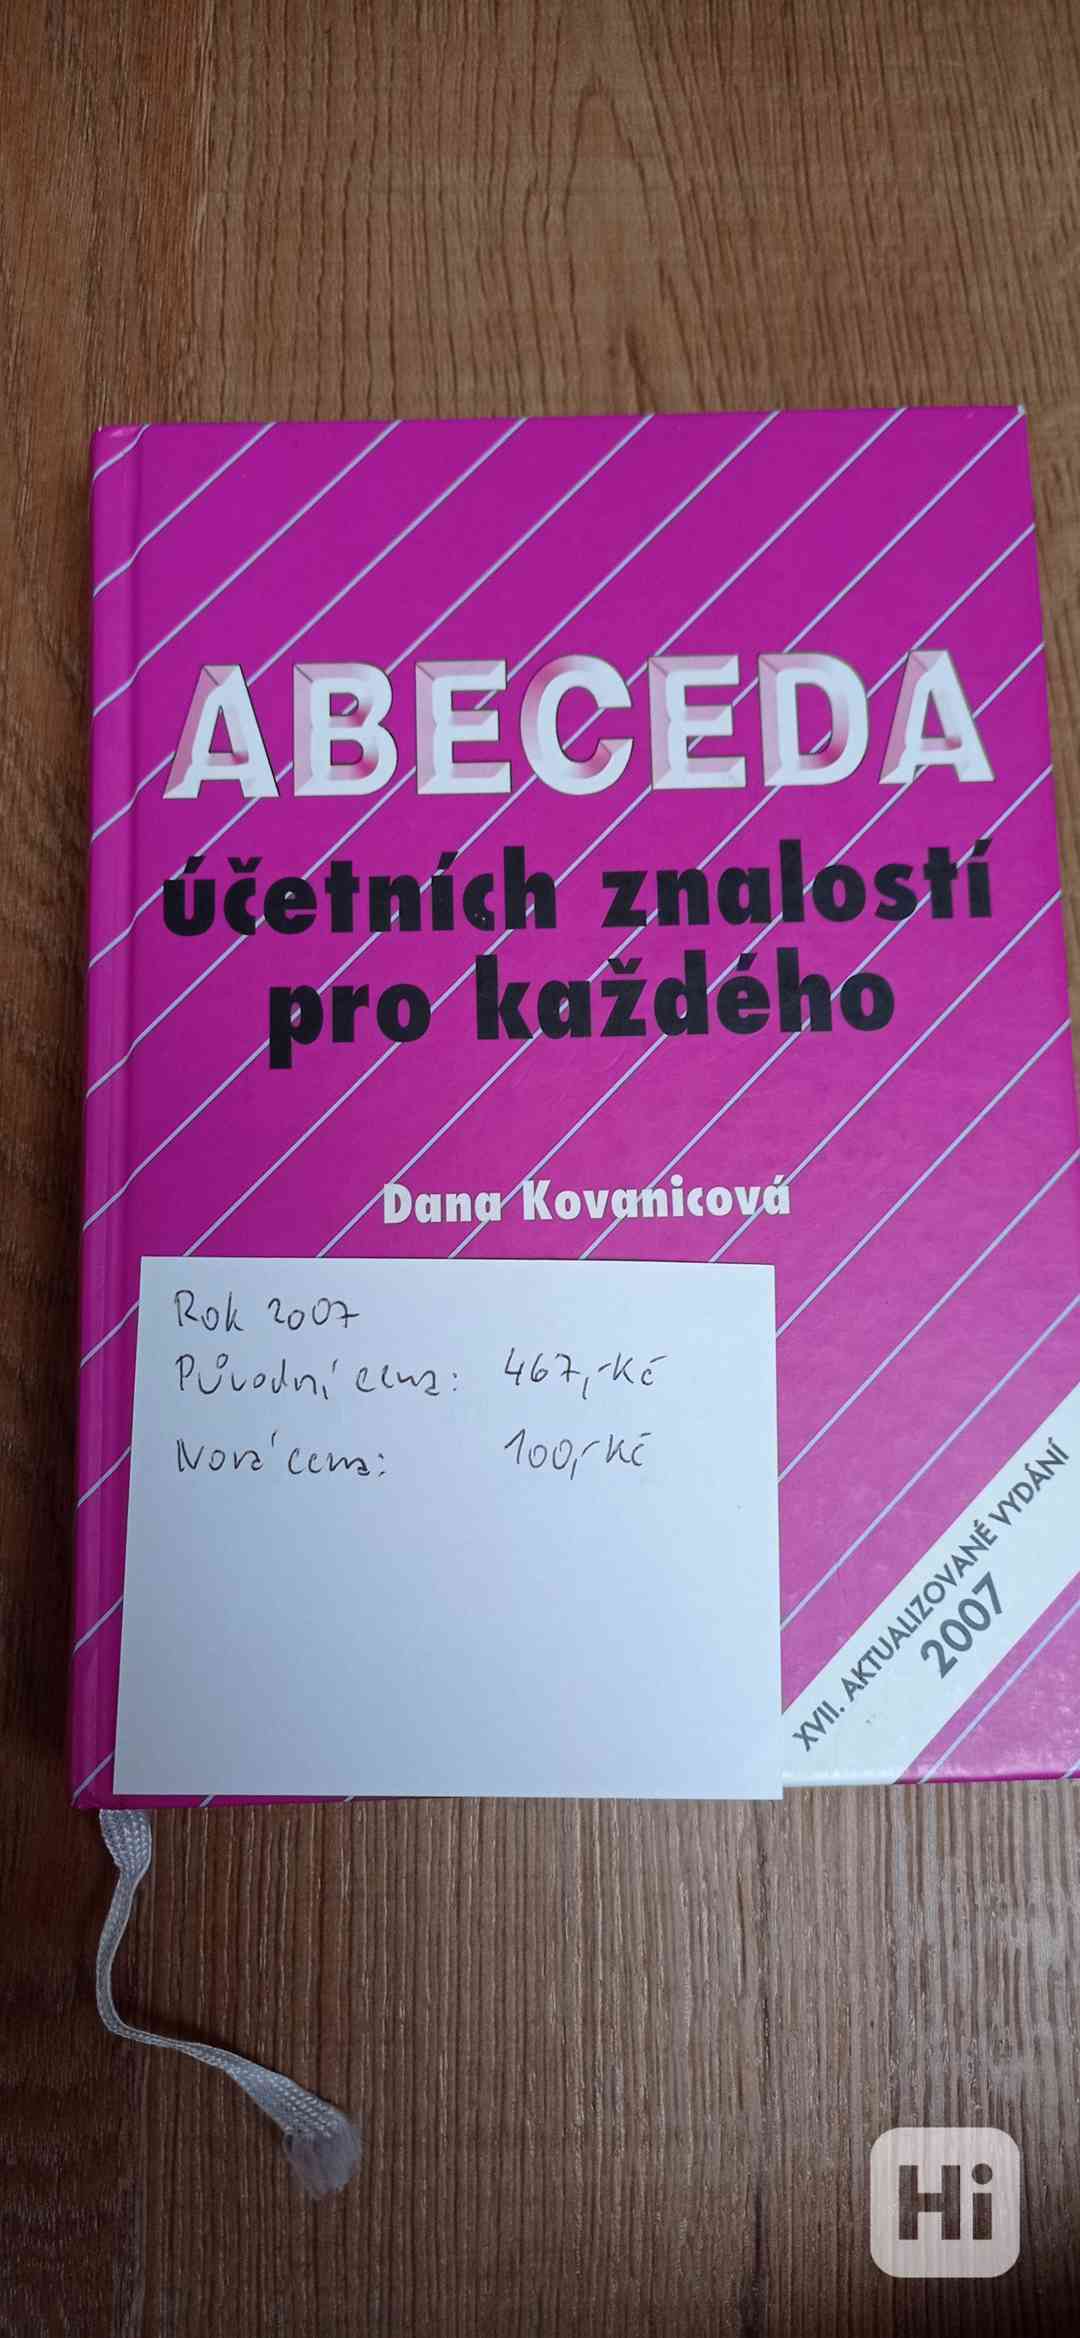 ABECEDA
účetních znalostí
pro každého
Dana Kovanicová
Rok 2007
Původní cena: 467,-Kč
Nová cena: 100,-Kč
XVII. AKTUALIZOVANÉ VYDÁNÍ
2007
Hi